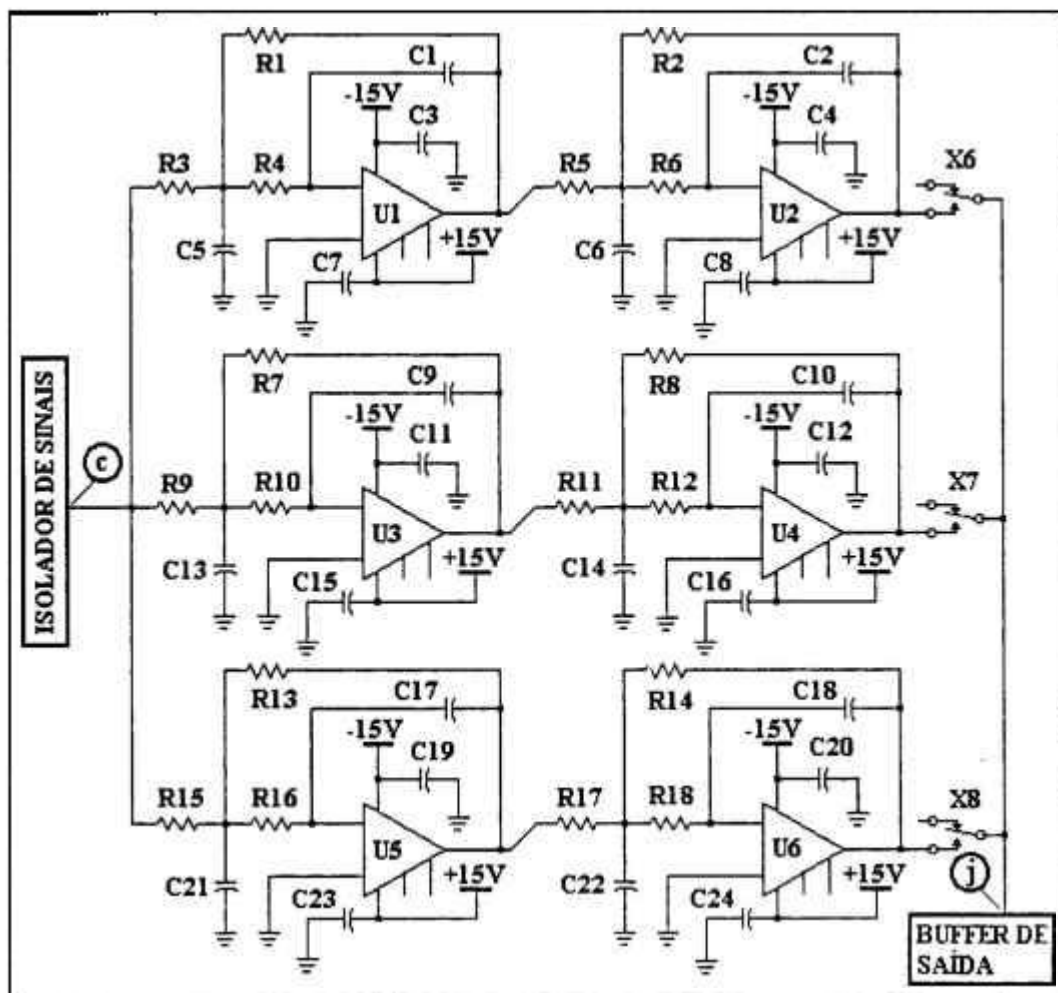 R1
C1
R2
C2
-15V
C3
-15V
C4
R3
R4
R5
R6
X6
U1
U2
C5
+15V
C6
+15V
C7
C8
R7
C9
R8
C10
-15V
C11
-15V
C12
ISOLADOR DE SINAIS
c
R9
R10
R11
R12
X7
U3
U4
C13
+15V
C14
+15V
C15
C16
R13
C17
R14
C18
-15V
C19
-15V
C20
R15
R16
R17
R18
X8
U5
U6
C21
+15V
C22
+15V
j
C23
C24
BUFFER DE
SAÍDA